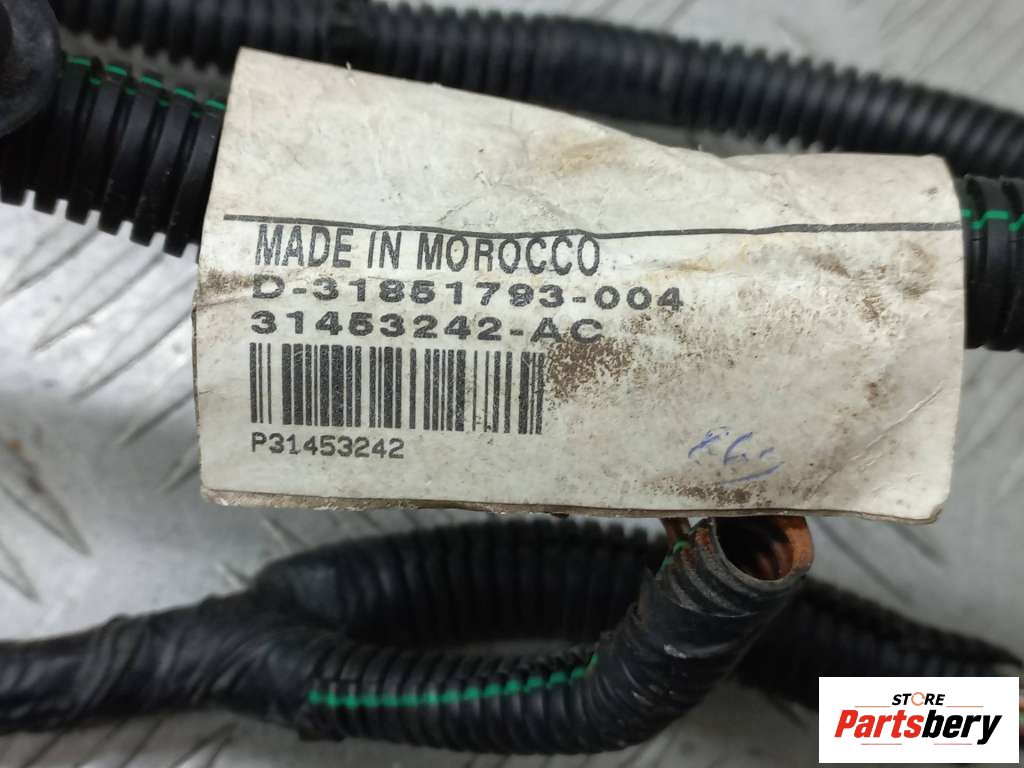 MADE IN MOROCCO
D-31851793-004
31453242-AC
P31453242
STORE
Partsbery